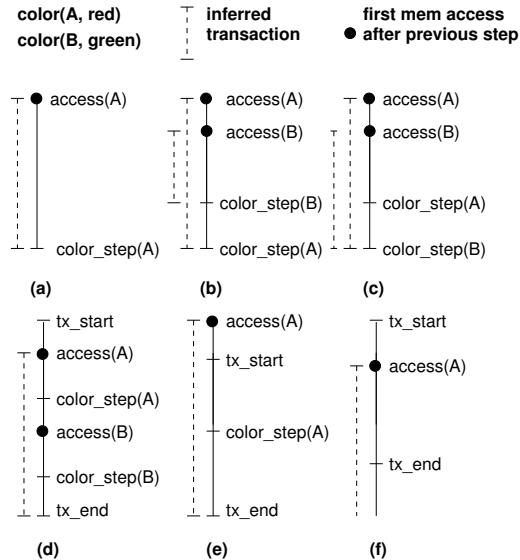 color(A, red)
color(B, green)
inferred
transaction
first mem access
after previous step
access(A)
color_step(A)
(a)
access(A)
access(B)
color_step(B)
color_step(A)
(b)
access(A)
access(B)
color_step(A)
color_step(B)
(c)
tx_start
access(A)
color_step(A)
access(B)
color_step(B)
tx_end
(d)
access(A)
tx_start
color_step(A)
tx_end
(e)
tx_start
access(A)
tx_end
(f)